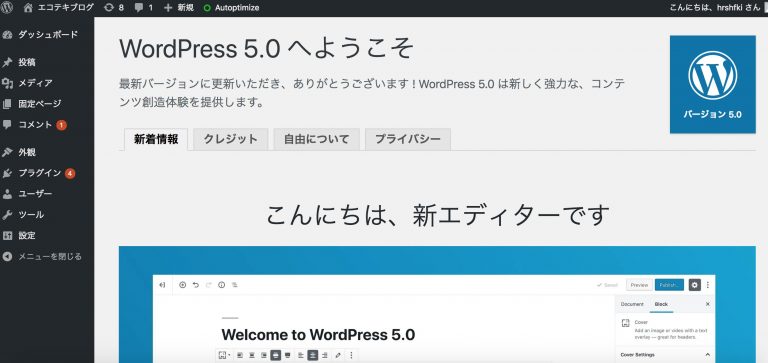 エコテキブログ 8 1 + 新規 Autoptimize こんにちは、hrshfki さん
ダッシュボード
投稿
メディア
固定ページ
コメント 1
外観
プラグイン 4
ユーザー
ツール
設定
メニューを閉じる
WordPress 5.0 へようこそ
最新バージョンに更新いただき、ありがとうございます ! WordPress 5.0 は新しく強力な、コンテ
ンツ創造体験を提供します。
バージョン 5.0
新着情報 クレジット 自由について プライバシー
こんにちは、新エディターです
Saved Preview Publish...
Document Block
Cover
Add an image or video with a text
overlay — great for headers.
Cover Settings
Welcome to WordPress 5.0